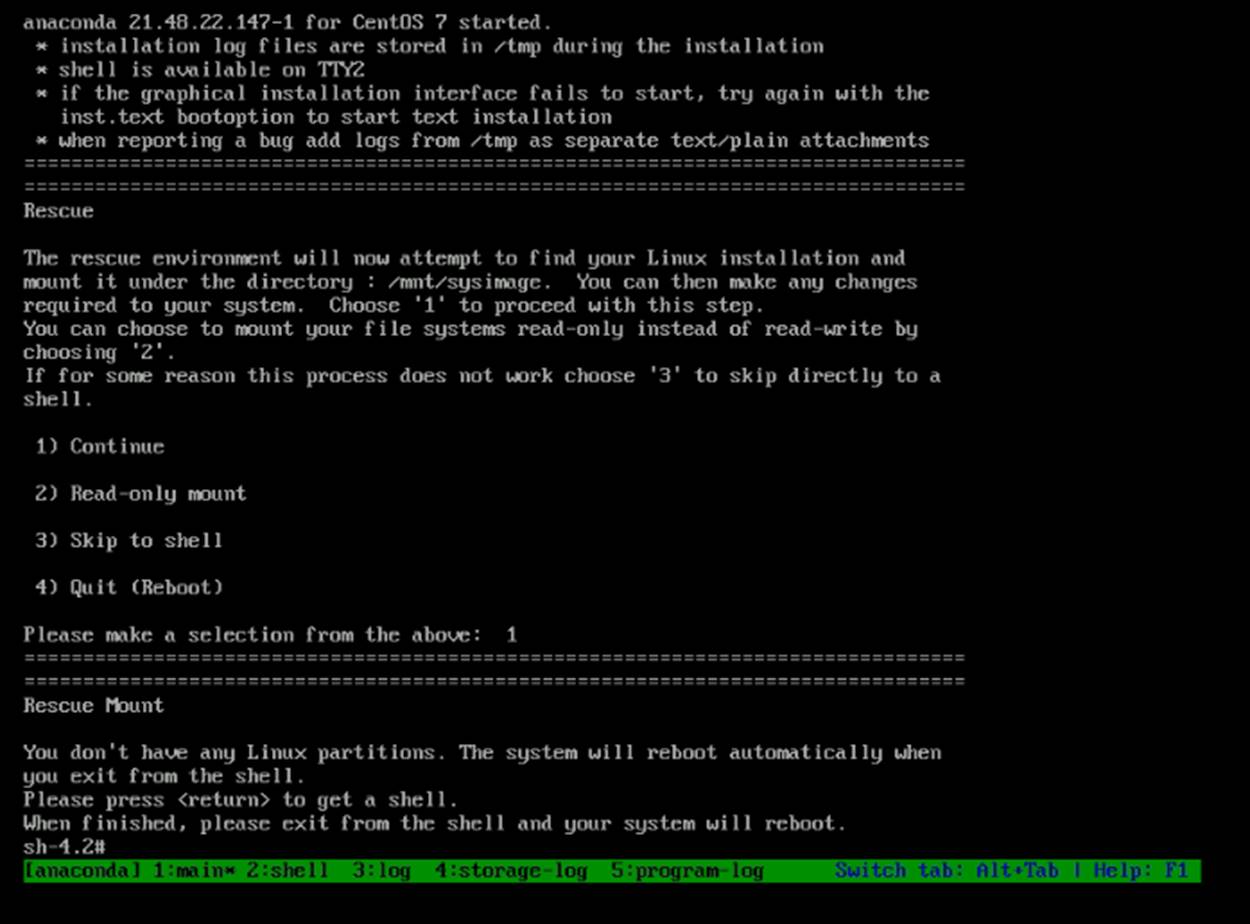 anaconda 21.48.22.147-1 for CentOS 7 started.
 * installation log files are stored in /tmp during the installation
 * shell is available on TTY2
 * if the graphical installation interface fails to start, try again with the
   inst.text bootoption to start text installation
 * when reporting a bug add logs from /tmp as separate text/plain attachments
================================================================================
================================================================================
Rescue
The rescue environment will now attempt to find your Linux installation and
mount it under the directory : /mnt/sysimage.  You can then make any changes
required to your system.  Choose '1' to proceed with this step.
You can choose to mount your file systems read-only instead of read-write by
choosing '2'.
If for some reason this process does not work choose '3' to skip directly to a
shell.
 1) Continue
 2) Read-only mount
 3) Skip to shell
 4) Quit (Reboot)
Please make a selection from the above:  1
================================================================================
================================================================================
Rescue Mount
You don't have any Linux partitions. The system will reboot automatically when
you exit from the shell.
Please press <return> to get a shell.
When finished, please exit from the shell and your system will reboot.
sh-4.2#
[anaconda] 1:main* 2:shell  3:log  4:storage-log  5:program-log      Switch tab: Alt+Tab | Help: F1